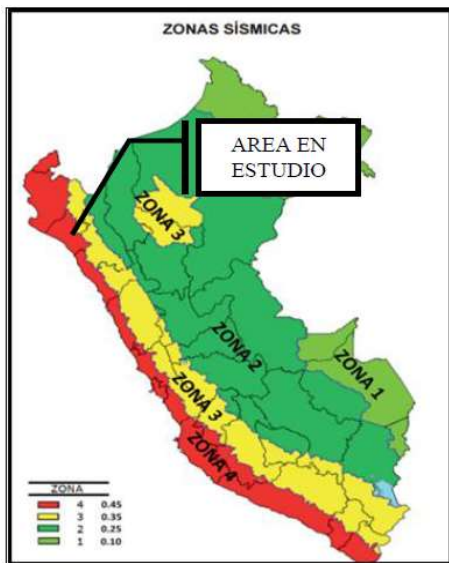 ZONAS SÍSMICAS
AREA EN
ESTUDIO
ZONA 3
ZONA 2
ZONA 1
ZONA 3
ZONA 4
ZONA
4 0.45
3 0.35
2 0.25
1 0.10